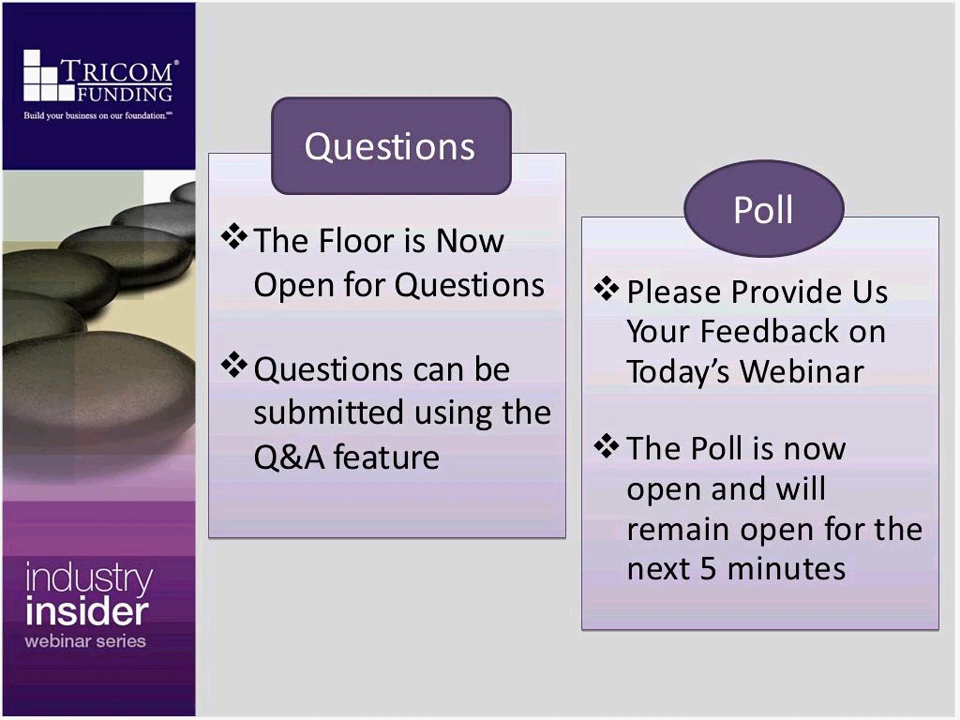 TRICOM®
FUNDING
Build your business on our foundation.℠
Questions
❖ The Floor is Now
Open for Questions
❖ Questions can be
submitted using the
Q&A feature
Poll
❖ Please Provide Us
Your Feedback on
Today’s Webinar
❖ The Poll is now
open and will
remain open for the
next 5 minutes
industry
insider
webinar series